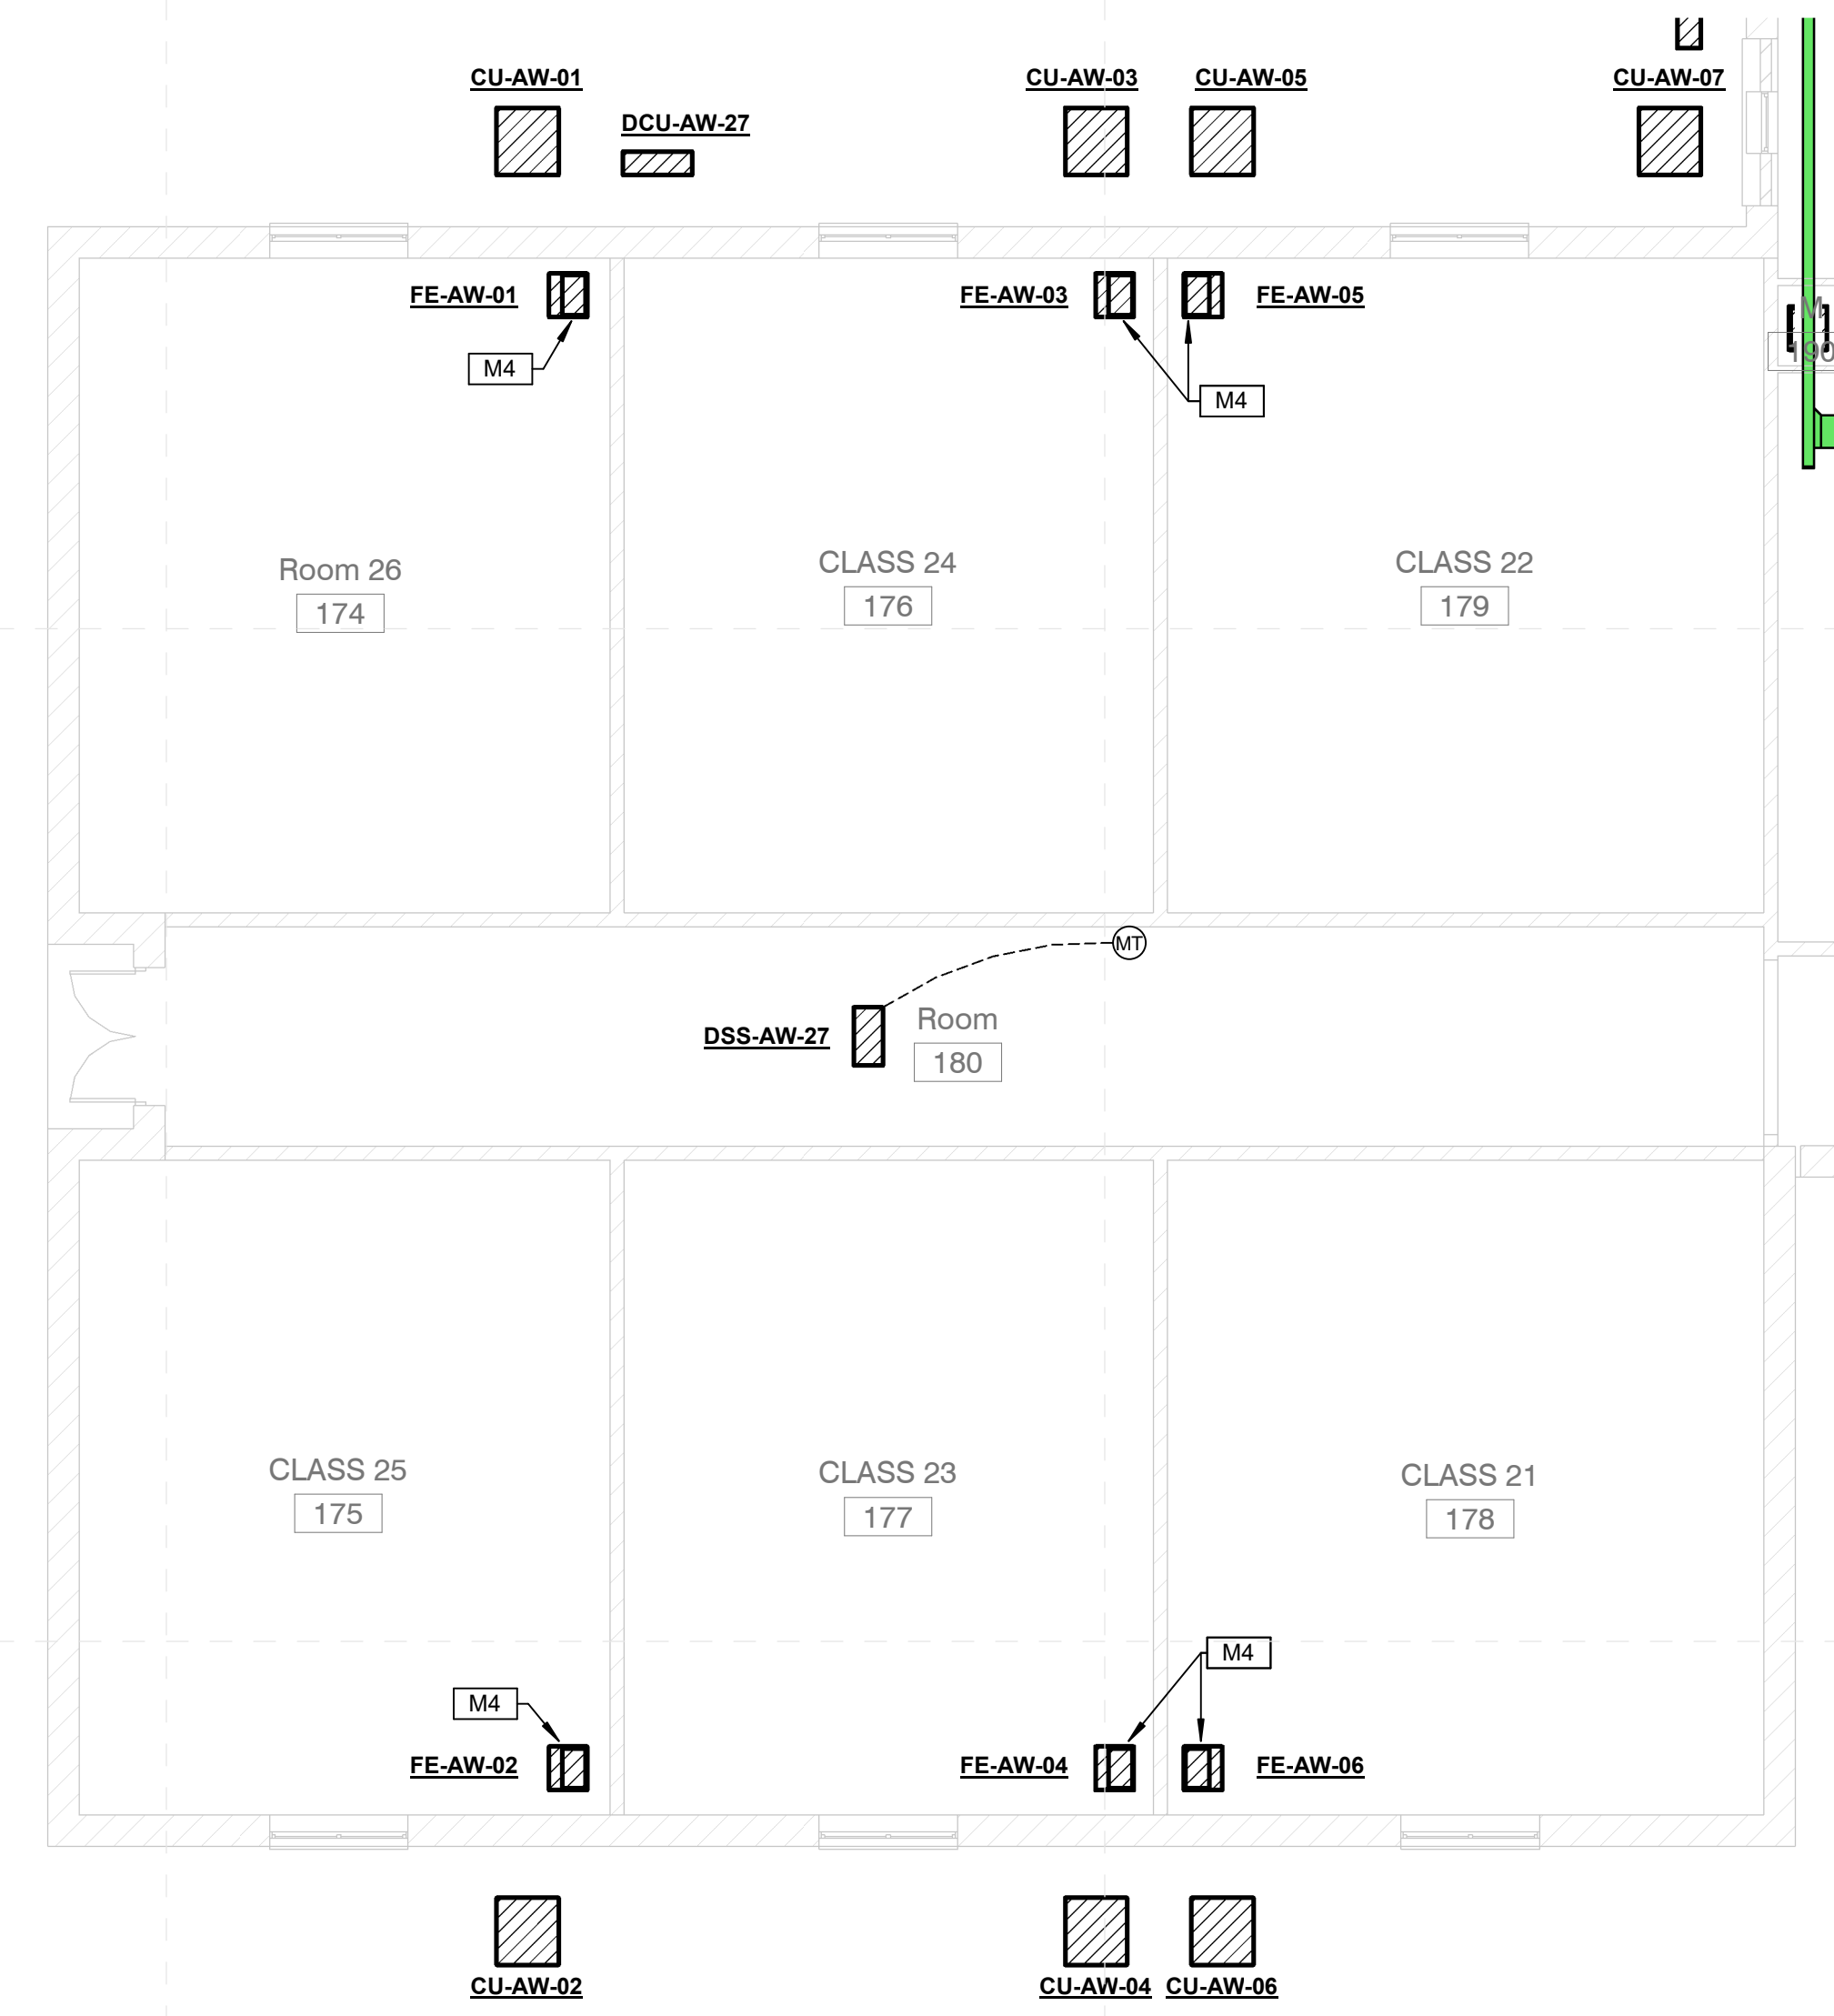 CU-AW-01
CU-AW-03
CU-AW-05
CU-AW-07
DCU-AW-27
FE-AW-01
FE-AW-03
FE-AW-05
M
190
M4
M4
Room 26
174
CLASS 24
176
CLASS 22
179
MT
DSS-AW-27
Room
180
CLASS 25
175
CLASS 23
177
CLASS 21
178
M4
M4
FE-AW-02
FE-AW-04
FE-AW-06
CU-AW-02
CU-AW-04
CU-AW-06